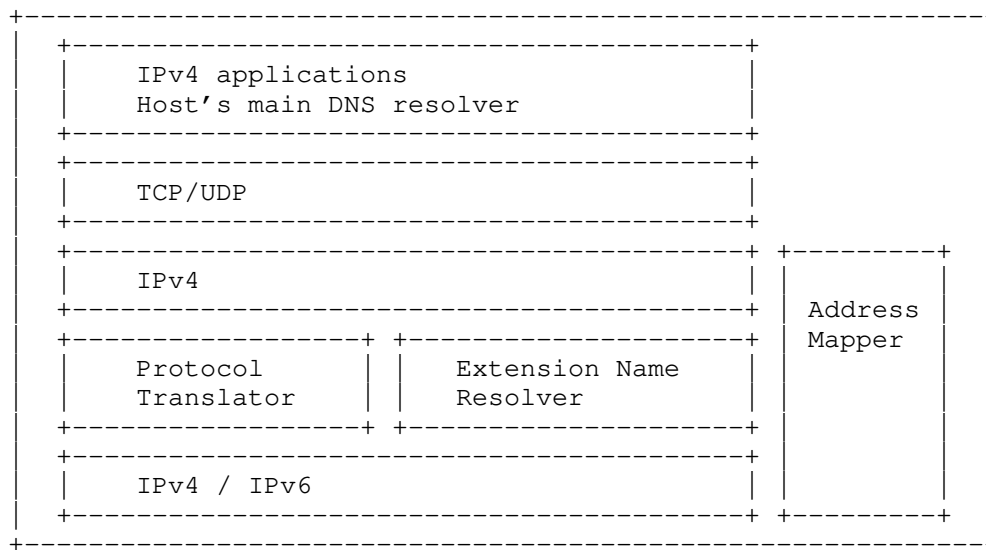 IPv4 applications
Host's main DNS resolver
TCP/UDP
IPv4
Address
Mapper
Protocol
Translator
Extension Name
Resolver
IPv4 / IPv6